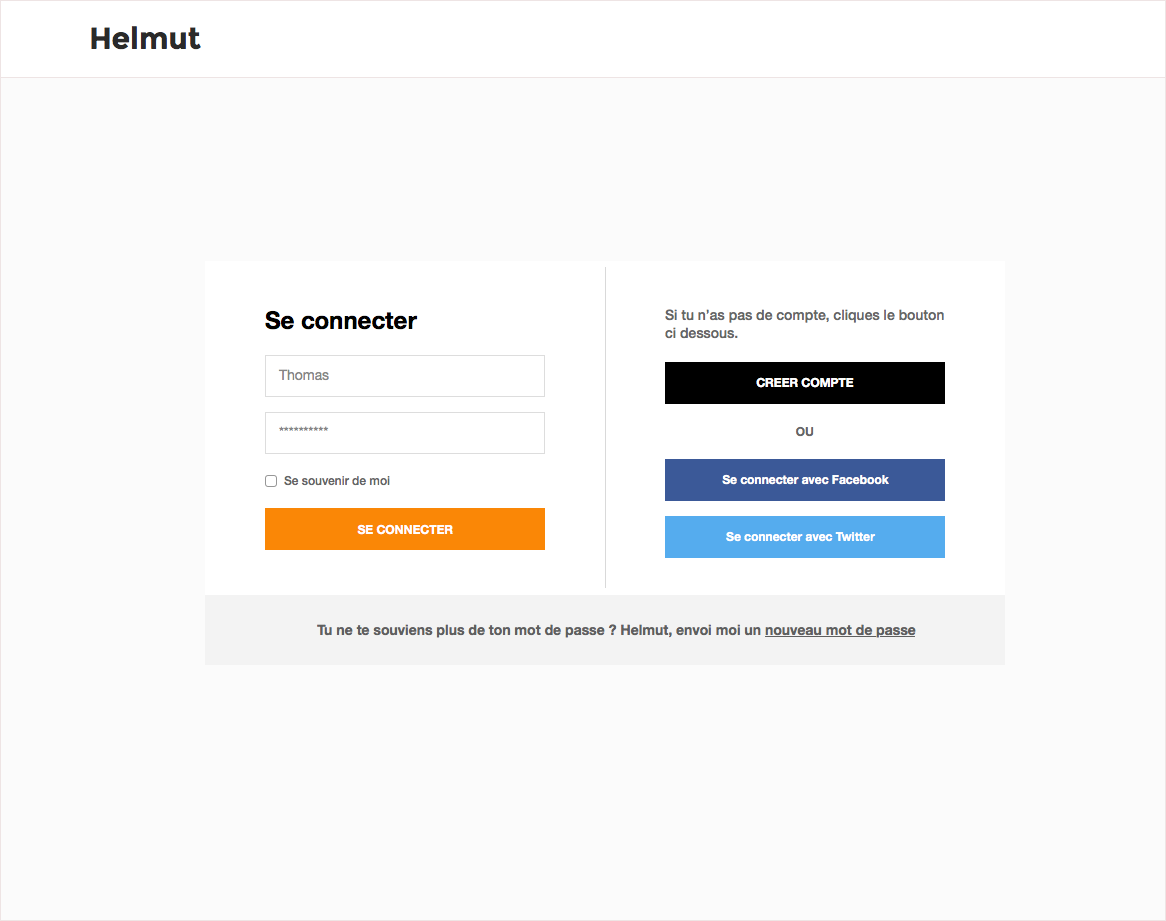 Helmut
Se connecter
Thomas
**********
Se souvenir de moi
SE CONNECTER
Si tu n’as pas de compte, cliques le bouton
ci dessous.
CREER COMPTE
OU
Se connecter avec Facebook
Se connecter avec Twitter
Tu ne te souviens plus de ton mot de passe ? Helmut, envoi moi un nouveau mot de passe